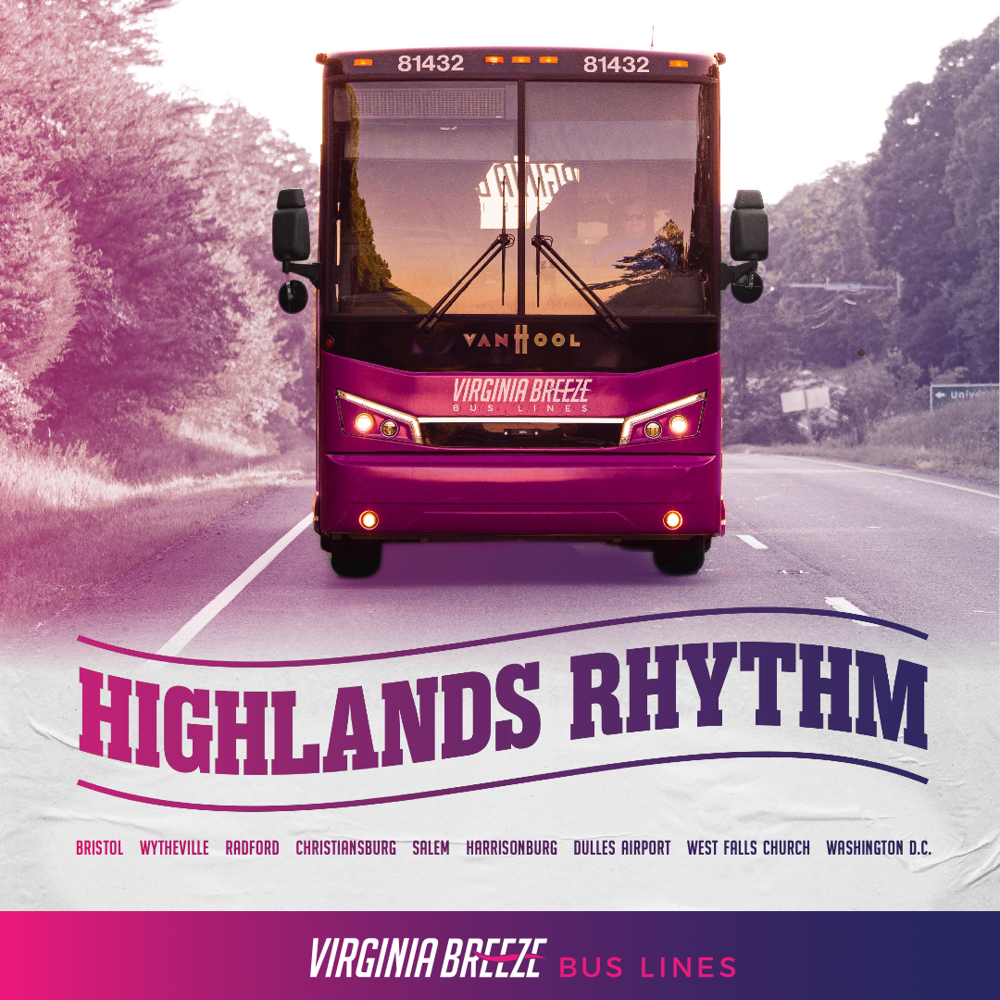 81432 81432
VANHOOL
VIRGINIA BREEZE
BUS LINES
HIGHLANDS RHYTHM
BRISTOL WYTHEVILLE RADFORD CHRISTIANSBURG SALEM HARRISONBURG DULLES AIRPORT WEST FALLS CHURCH WASHINGTON D.C.
VIRGINIA BREEZE BUS LINES